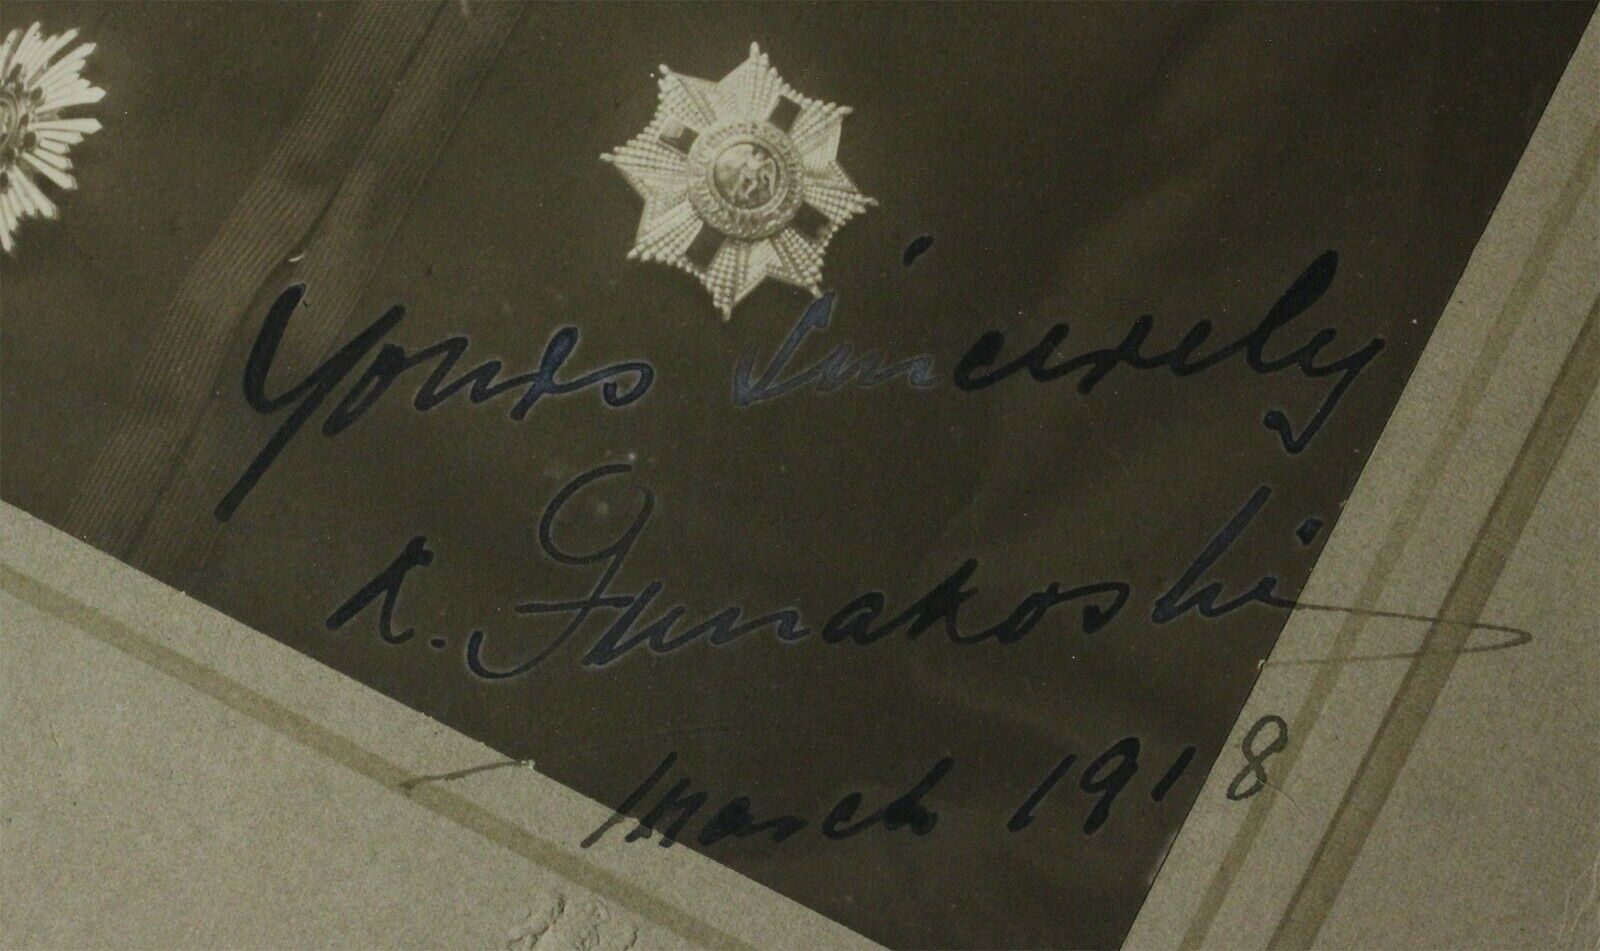 Yours sincerely
K. Funakoshi
March 1918